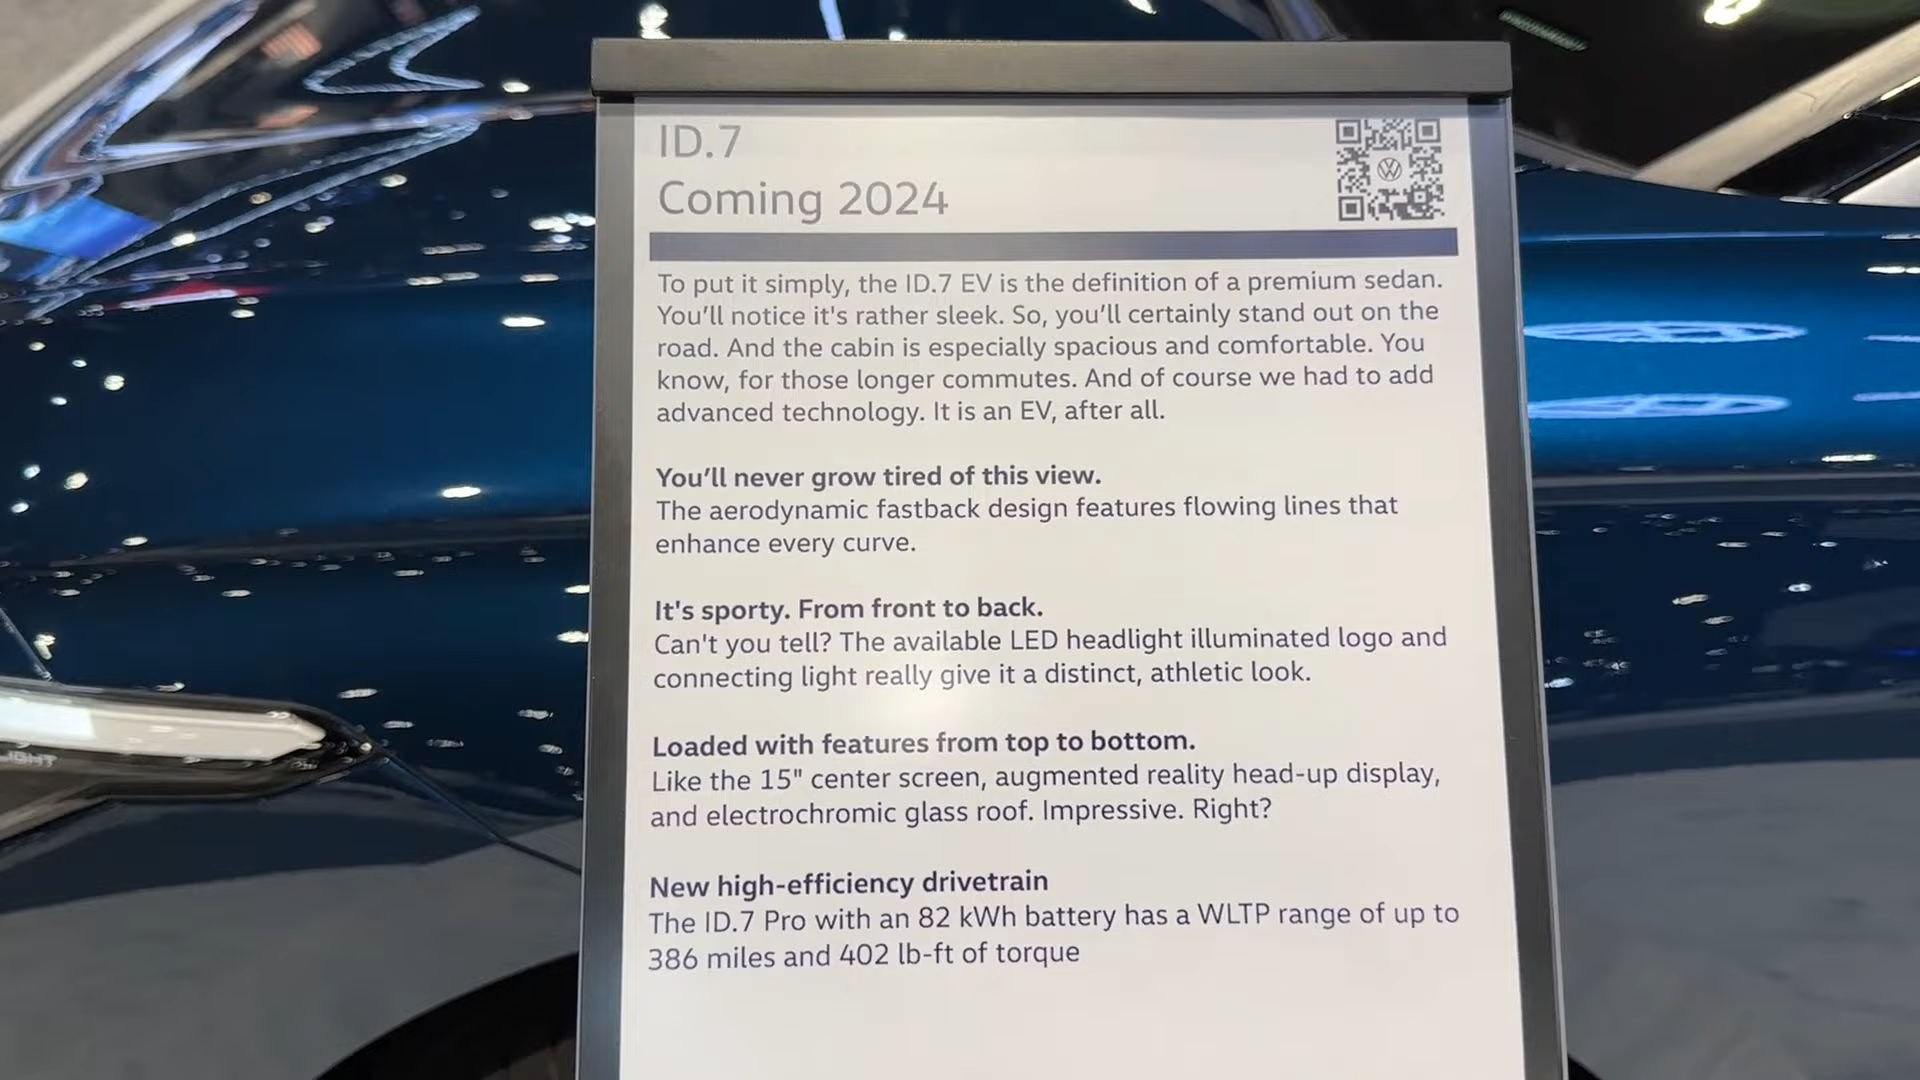 ID.7
Coming 2024
To put it simply, the ID.7 EV is the definition of a premium sedan.
You’ll notice it's rather sleek. So, you’ll certainly stand out on the
road. And the cabin is especially spacious and comfortable. You
know, for those longer commutes. And of course we had to add
advanced technology. It is an EV, after all.
You’ll never grow tired of this view.
The aerodynamic fastback design features flowing lines that
enhance every curve.
It's sporty. From front to back.
Can't you tell? The available LED headlight illuminated logo and
connecting light really give it a distinct, athletic look.
Loaded with features from top to bottom.
Like the 15" center screen, augmented reality head-up display,
and electrochromic glass roof. Impressive. Right?
New high-efficiency drivetrain
The ID.7 Pro with an 82 kWh battery has a WLTP range of up to
386 miles and 402 lb-ft of torque